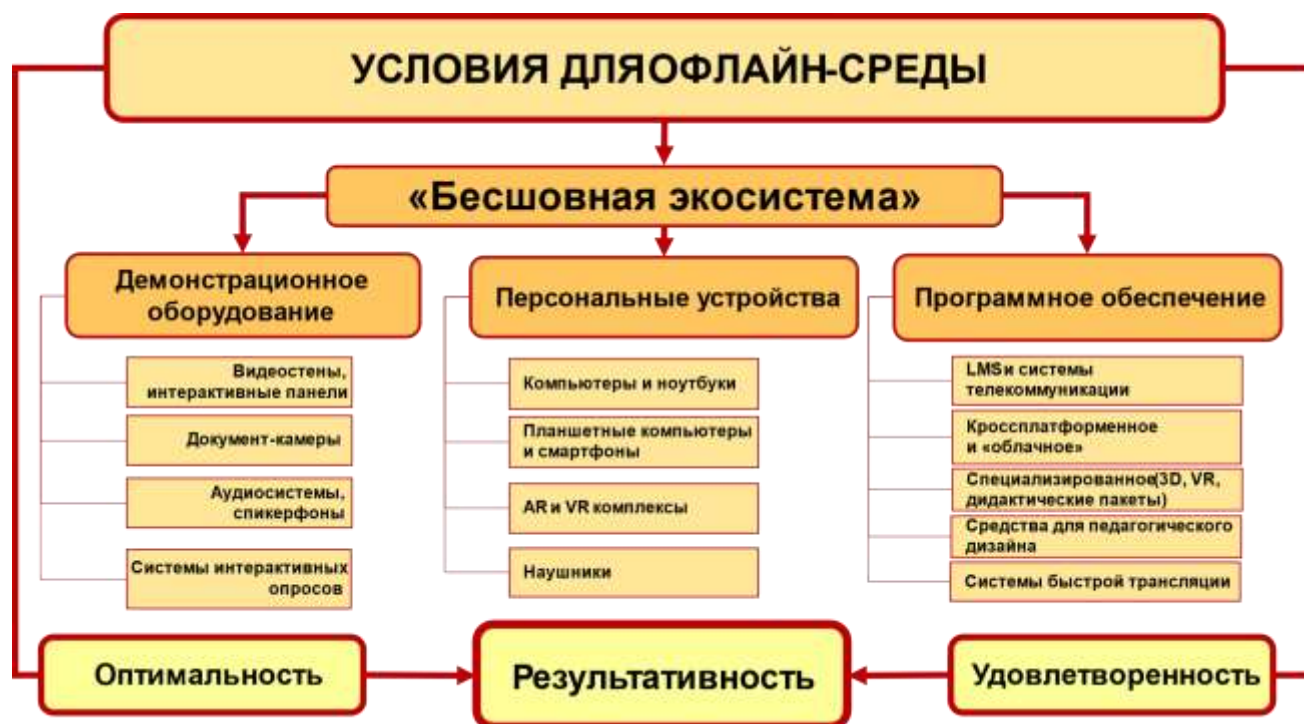 УСЛОВИЯ ДЛЯОФЛАЙН-СРЕДЫ
«Бесшовная экосистема»
Демонстрационное
оборудование
Видеостены,
интерактивные панели
Документ-камеры
Аудиосистемы,
спикерфоны
Системы интерактивных
опросов
Персональные устройства
Компьютеры и ноутбуки
Планшетные компьютеры
и смартфоны
AR и VR комплексы
Наушники
Программное обеспечение
LMS и системы
телекоммуникации
Кроссплатформенное
и «облачное»
Специализированное(3D, VR,
дидактические пакеты)
Средства для педагогического
дизайна
Системы быстрой трансляции
Оптимальность
Результативность
Удовлетворенность